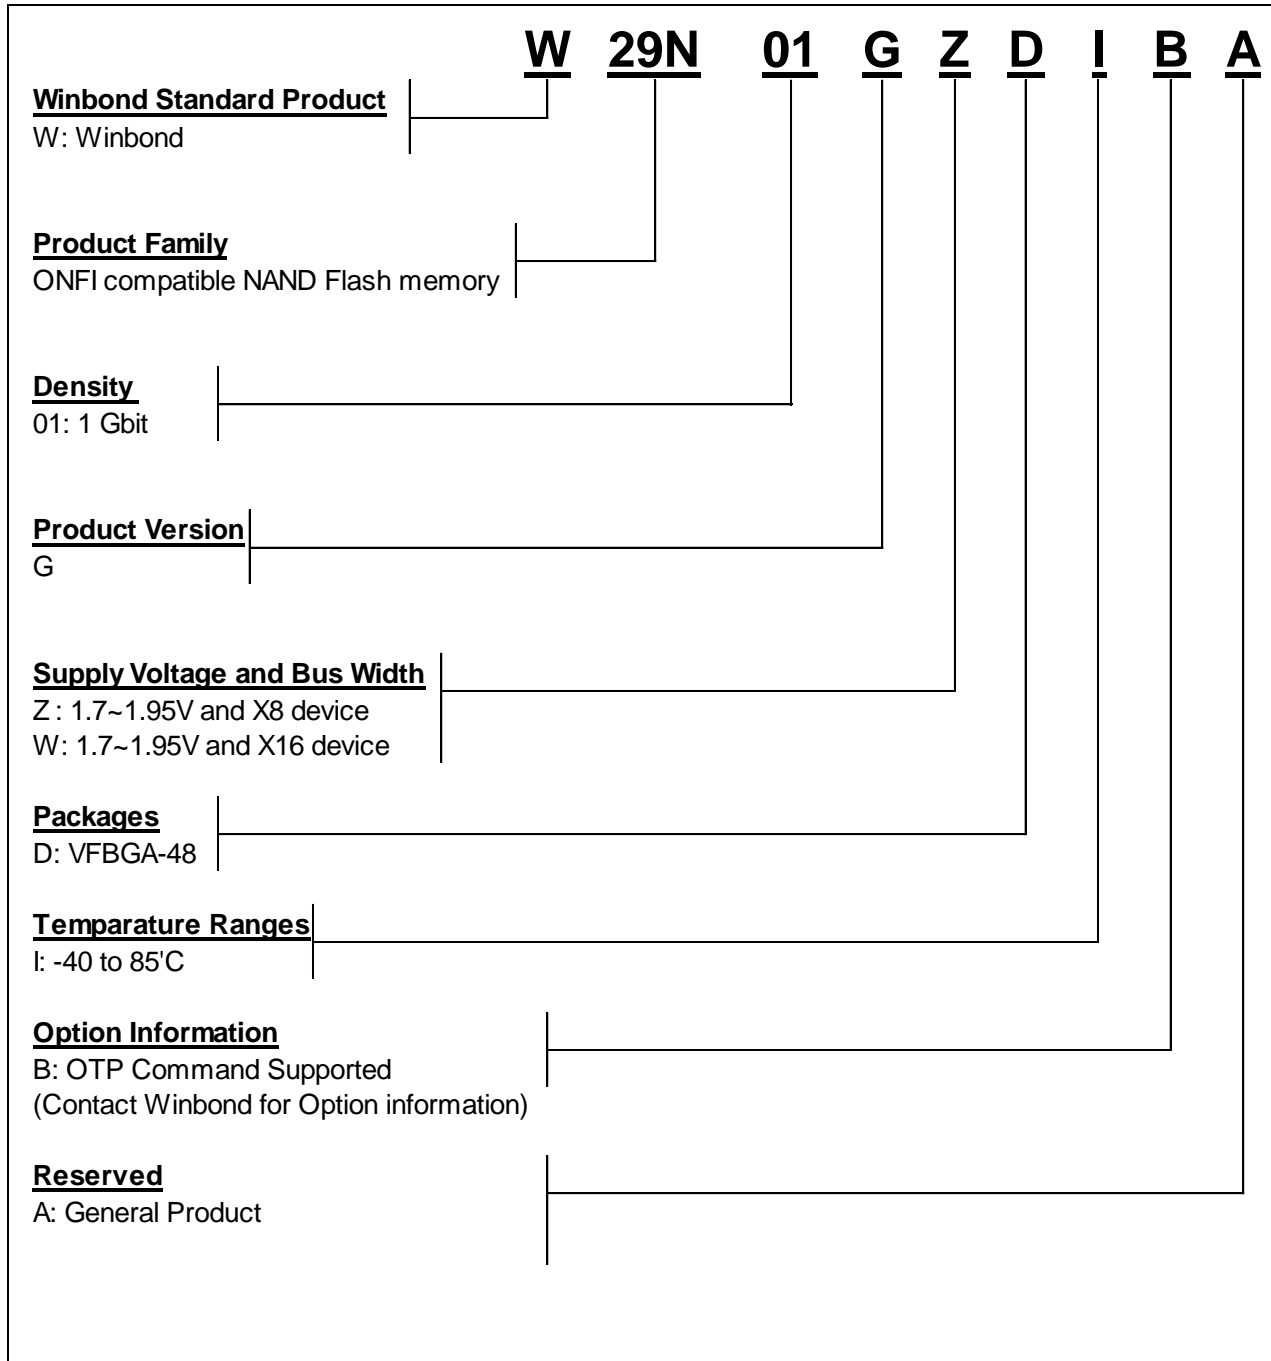 W 29N 01 G Z D I B A
Winbond Standard Product
W: Winbond
Product Family
ONFI compatible NAND Flash memory
Density
01: 1 Gbit
Product Version
G
Supply Voltage and Bus Width
Z : 1.7~1.95V and X8 device
W: 1.7~1.95V and X16 device
Packages
D: VFBGA-48
Temparature Ranges
I: -40 to 85'C
Option Information
B: OTP Command Supported
(Contact Winbond for Option information)
Reserved
A: General Product